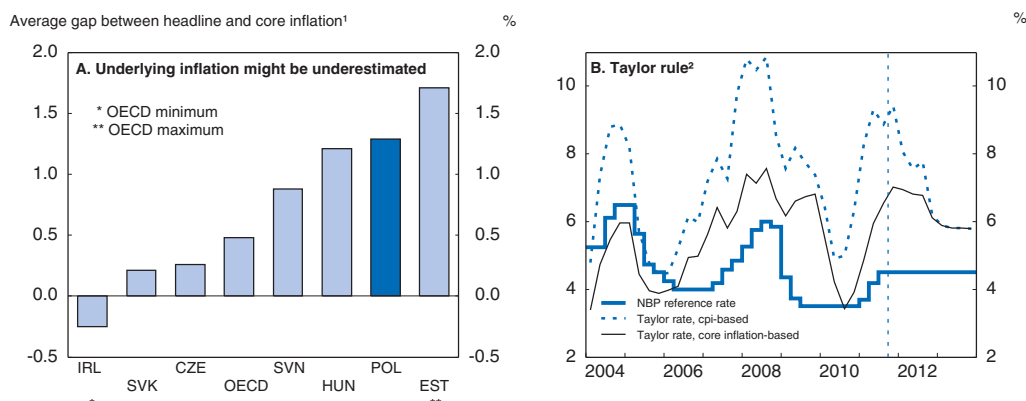 Average gap between headline and core inflation¹ % %
A. Underlying inflation might be underestimated
* OECD minimum
** OECD maximum
2.0 2.0
1.5 1.5
1.0 1.0
0.5 0.5
0.0 0.0
-0.5 -0.5
IRL CZE SVN POL
SVK OECD HUN EST
* **
B. Taylor rule²
10 10
8 8
6 6
4 4
2 2
NBP reference rate
Taylor rate, cpi-based
Taylor rate, core inflation-based
2004 2006 2008 2010 2012